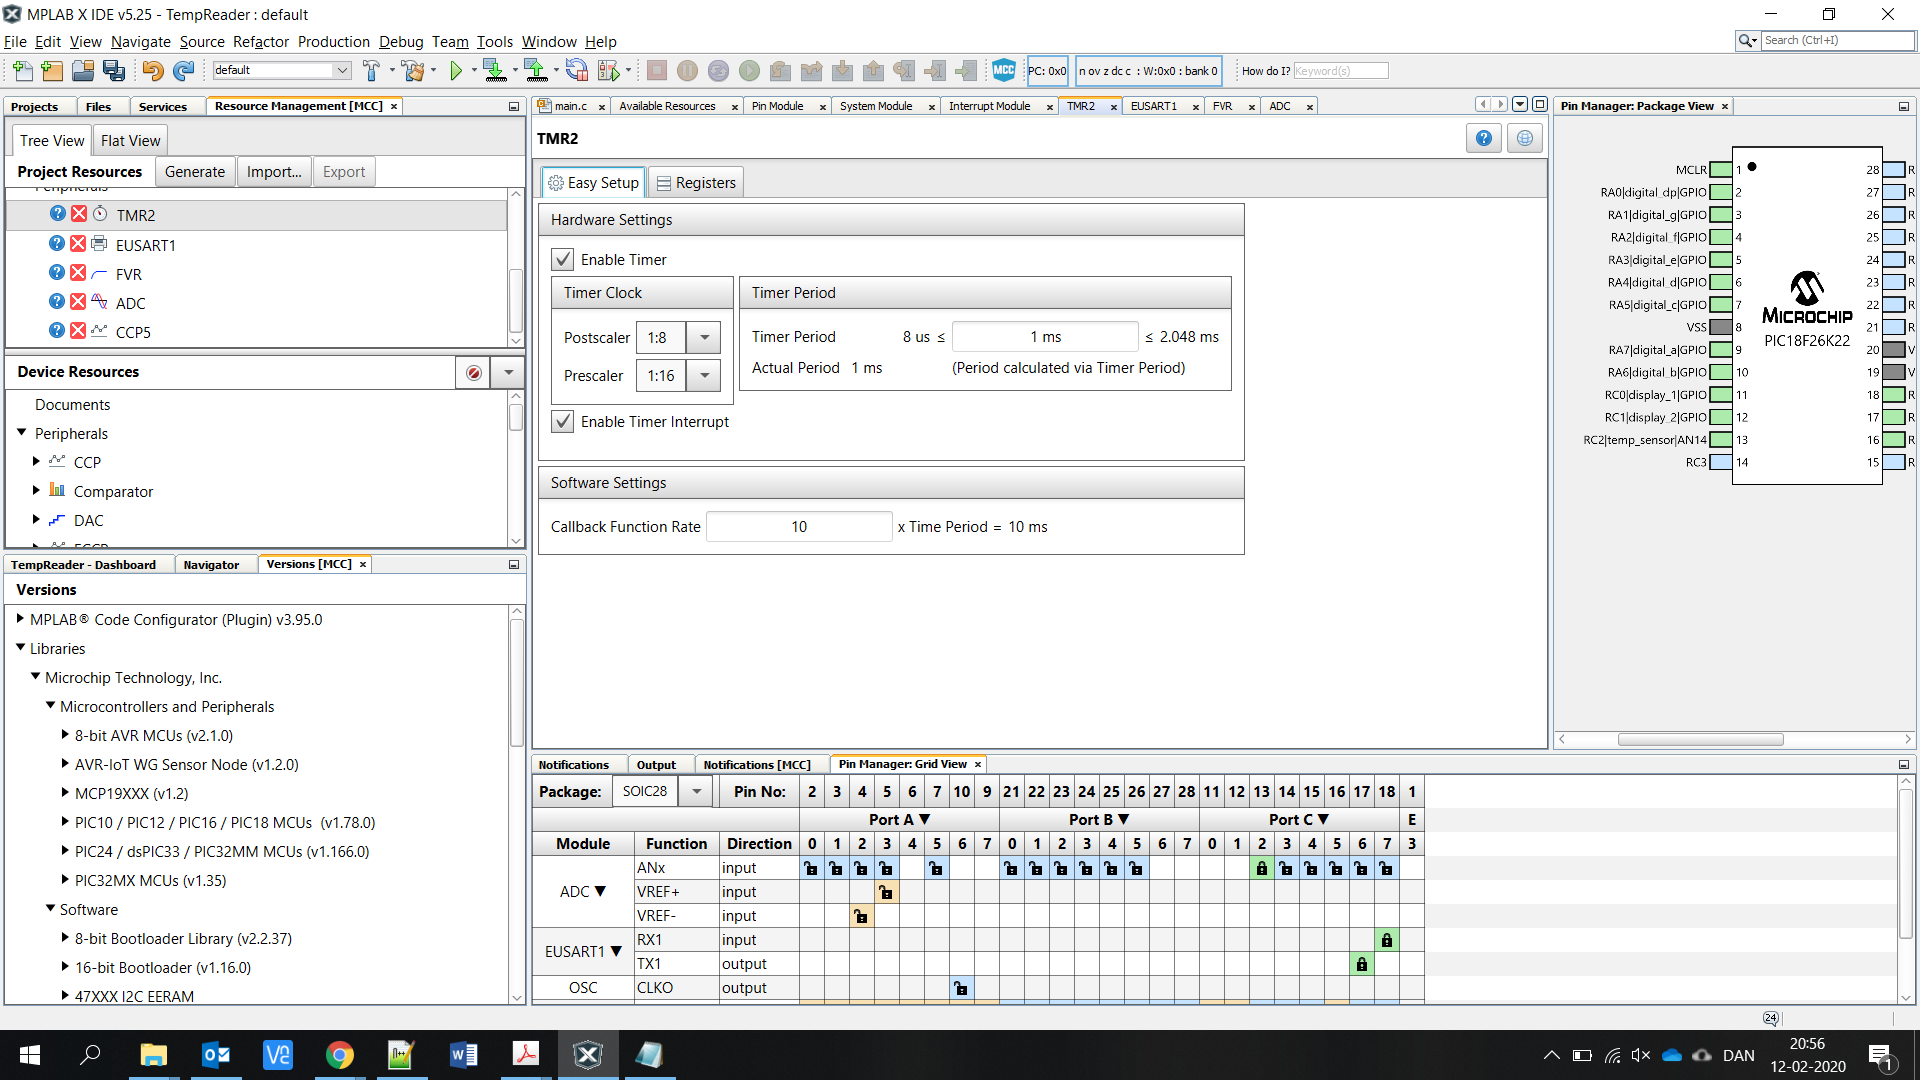 MPLAB X IDE v5.25 - TempReader : default
File Edit View Navigate Source Refactor Production Debug Team Tools Window Help
Search (Ctrl+I)
default
MCC
PC: 0x0
n ov z dc c : W:0x0 : bank 0
How do I? Keyword(s)
Projects Files Services Resource Management [MCC]
Tree View Flat View
Project Resources Generate Import... Export
Peripherals
TMR2
EUSART1
FVR
ADC
CCP5
Device Resources
Documents
Peripherals
CCP
Comparator
DAC
ECCP
TempReader - Dashboard Navigator Versions [MCC]
Versions
MPLAB® Code Configurator (Plugin) v3.95.0
Libraries
Microchip Technology, Inc.
Microcontrollers and Peripherals
8-bit AVR MCUs (v2.1.0)
AVR-IoT WG Sensor Node (v1.2.0)
MCP19XXX (v1.2)
PIC10 / PIC12 / PIC16 / PIC18 MCUs (v1.78.0)
PIC24 / dsPIC33 / PIC32MM MCUs (v1.166.0)
PIC32MX MCUs (v1.35)
Software
8-bit Bootloader Library (v2.2.37)
16-bit Bootloader (v1.16.0)
47XXX I2C EERAM
main.c Available Resources Pin Module System Module Interrupt Module TMR2 EUSART1 FVR ADC
TMR2
Easy Setup Registers
Hardware Settings
Enable Timer
Timer Clock
Postscaler 1:8
Prescaler 1:16
Timer Period
Timer Period 8 us ≤ 1 ms ≤ 2.048 ms
Actual Period 1 ms (Period calculated via Timer Period)
Enable Timer Interrupt
Software Settings
Callback Function Rate 10 x Time Period = 10 ms
Pin Manager: Package View
MCLR 1
RA0|digital_dp|GPIO 2
RA1|digital_g|GPIO 3
RA2|digital_f|GPIO 4
RA3|digital_e|GPIO 5
RA4|digital_d|GPIO 6
RA5|digital_c|GPIO 7
VSS 8
RA7|digital_a|GPIO 9
RA6|digital_b|GPIO 10
RC0|display_1|GPIO 11
RC1|display_2|GPIO 12
RC2|temp_sensor|AN14 13
RC3 14
MICROCHIP
PIC18F26K22
28 R
27 R
26 R
25 R
24 R
23 R
22 R
21 R
20 V
19 V
18 R
17 R
16 R
15 R
Notifications Output Notifications [MCC] Pin Manager: Grid View
Package: SOIC28 Pin No: 2 3 4 5 6 7 10 9 21 22 23 24 25 26 27 28 11 12 13 14 15 16 17 18 1
Port A ▼ Port B ▼ Port C ▼ E
Module Function Direction 0 1 2 3 4 5 6 7 0 1 2 3 4 5 6 7 0 1 2 3 4 5 6 7 3
ADC ▼
ANx input
VREF+ input
VREF- input
EUSART1 ▼
RX1 input
TX1 output
OSC CLKO output
24
DAN
20:56
12-02-2020
1